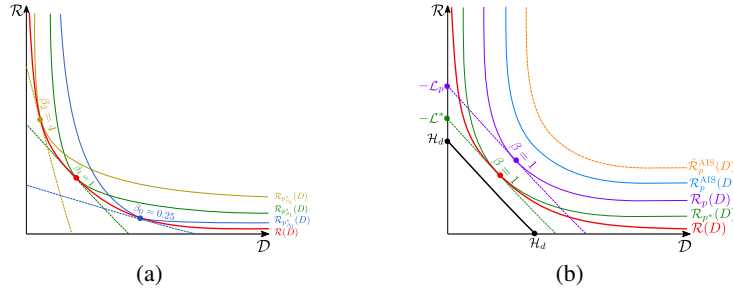 R
β₂ = 4
β₁ = 1
β₀ = 0.25
R_{p*_{β₂}}(D)
R_{p*_{β₁}}(D)
R_{p*_{β₀}}(D)
R(D)
D
(a)
R
−L_p
−L*
H_d
β = 1
β = 1
R̂_p^{AIS}(D)
R_p^{AIS}(D)
R_p(D)
R_{p*}(D)
R(D)
H_d
D
(b)